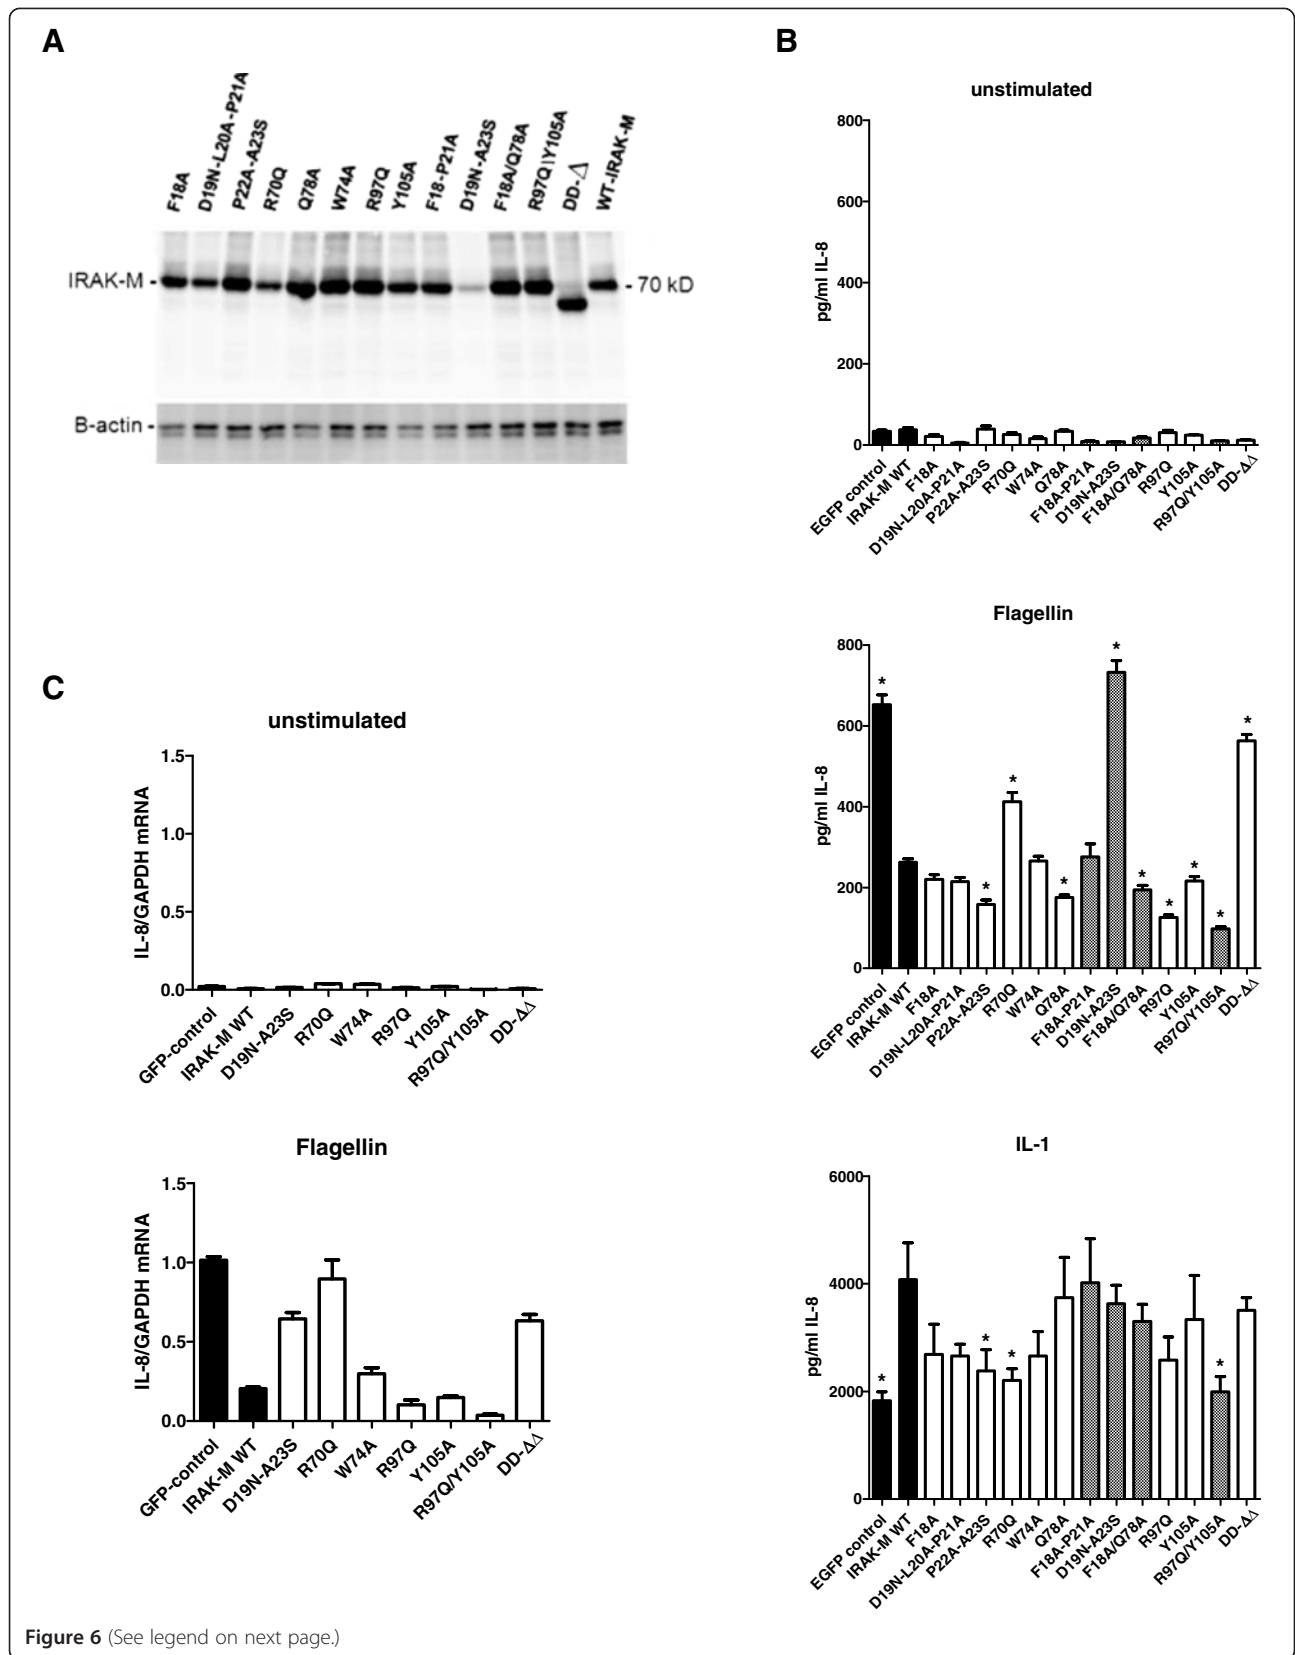 A
F18A
D19N-L20A-P21A
P22A-A23S
R70Q
Q78A
W74A
R97Q
Y105A
F18-P21A
D19N-A23S
F18A/Q78A
R97Q|Y105A
DD-Δ
WT-IRAK-M
IRAK-M -
- 70 kD
B-actin -
B
unstimulated
pg/ml IL-8
800
600
400
200
0
EGFP control
IRAK-M WT
F18A
D19N-L20A-P21A
P22A-A23S
R70Q
W74A
Q78A
F18A-P21A
D19N-A23S
F18A/Q78A
R97Q
Y105A
R97Q/Y105A
DD-ΔΔ
Flagellin
pg/ml IL-8
800
600
400
200
0
*
*
*
*
*
*
*
*
*
*
EGFP control
IRAK-M WT
F18A
D19N-L20A-P21A
P22A-A23S
R70Q
W74A
Q78A
F18A-P21A
D19N-A23S
F18A/Q78A
R97Q
Y105A
R97Q/Y105A
DD-ΔΔ
IL-1
pg/ml IL-8
6000
4000
2000
0
*
*
*
*
EGFP control
IRAK-M WT
F18A
D19N-L20A-P21A
P22A-A23S
R70Q
W74A
Q78A
F18A-P21A
D19N-A23S
F18A/Q78A
R97Q
Y105A
R97Q/Y105A
DD-ΔΔ
C
unstimulated
IL-8/GAPDH mRNA
1.5
1.0
0.5
0.0
GFP-control
IRAK-M WT
D19N-A23S
R70Q
W74A
R97Q
Y105A
R97Q/Y105A
DD-ΔΔ
Flagellin
IL-8/GAPDH mRNA
1.5
1.0
0.5
0.0
GFP-control
IRAK-M WT
D19N-A23S
R70Q
W74A
R97Q
Y105A
R97Q/Y105A
DD-ΔΔ
Figure 6 (See legend on next page.)